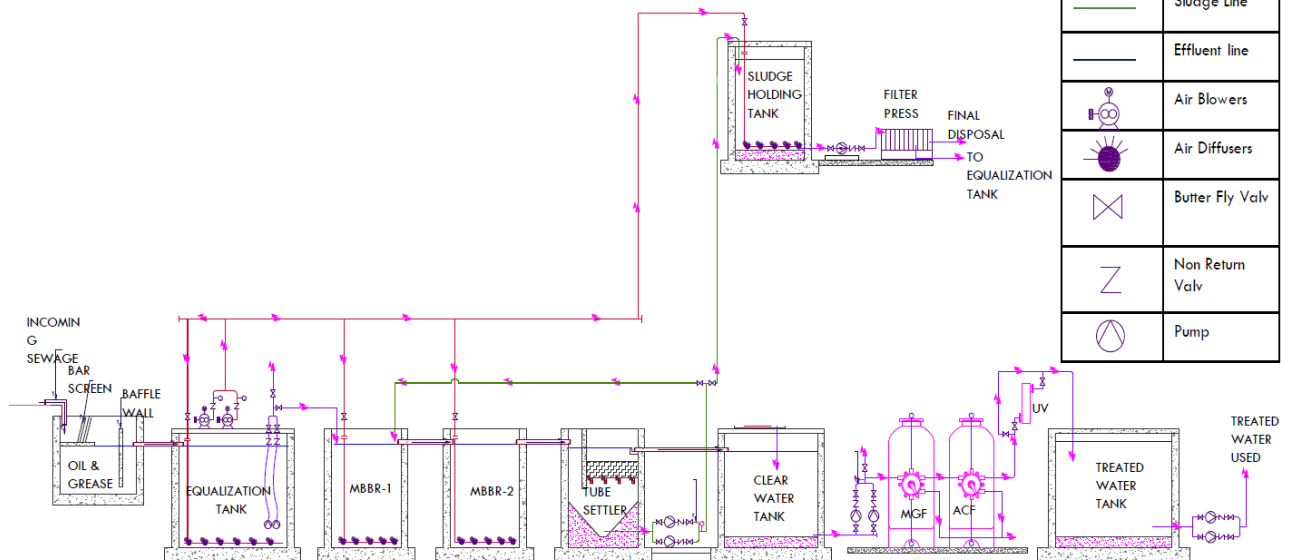 Sludge Line
Effluent line
Air Blowers
Air Diffusers
Butter Fly Valv
Non Return
Valv
Pump
SLUDGE
HOLDING
TANK
FILTER
PRESS
FINAL
DISPOSAL
TO
EQUALIZATION
TANK
INCOMIN
G
SEWAGE
BAR
SCREEN
BAFFLE
WALL
OIL &
GREASE
EQUALIZATION
TANK
MBBR-1
MBBR-2
TUBE
SETTLER
CLEAR
WATER
TANK
MGF
ACF
UV
TREATED
WATER
TANK
TREATED
WATER
USED
M